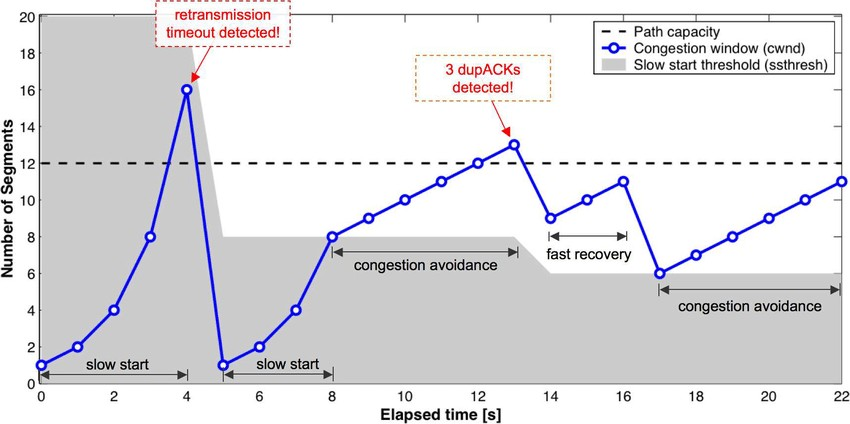 retransmission
timeout detected!
3 dupACKs
detected!
Path capacity
Congestion window (cwnd)
Slow start threshold (ssthresh)
Number of Segments
20
18
16
14
12
10
8
6
4
2
0
slow start
slow start
congestion avoidance
fast recovery
congestion avoidance
0 2 4 6 8 10 12 14 16 18 20 22
Elapsed time [s]